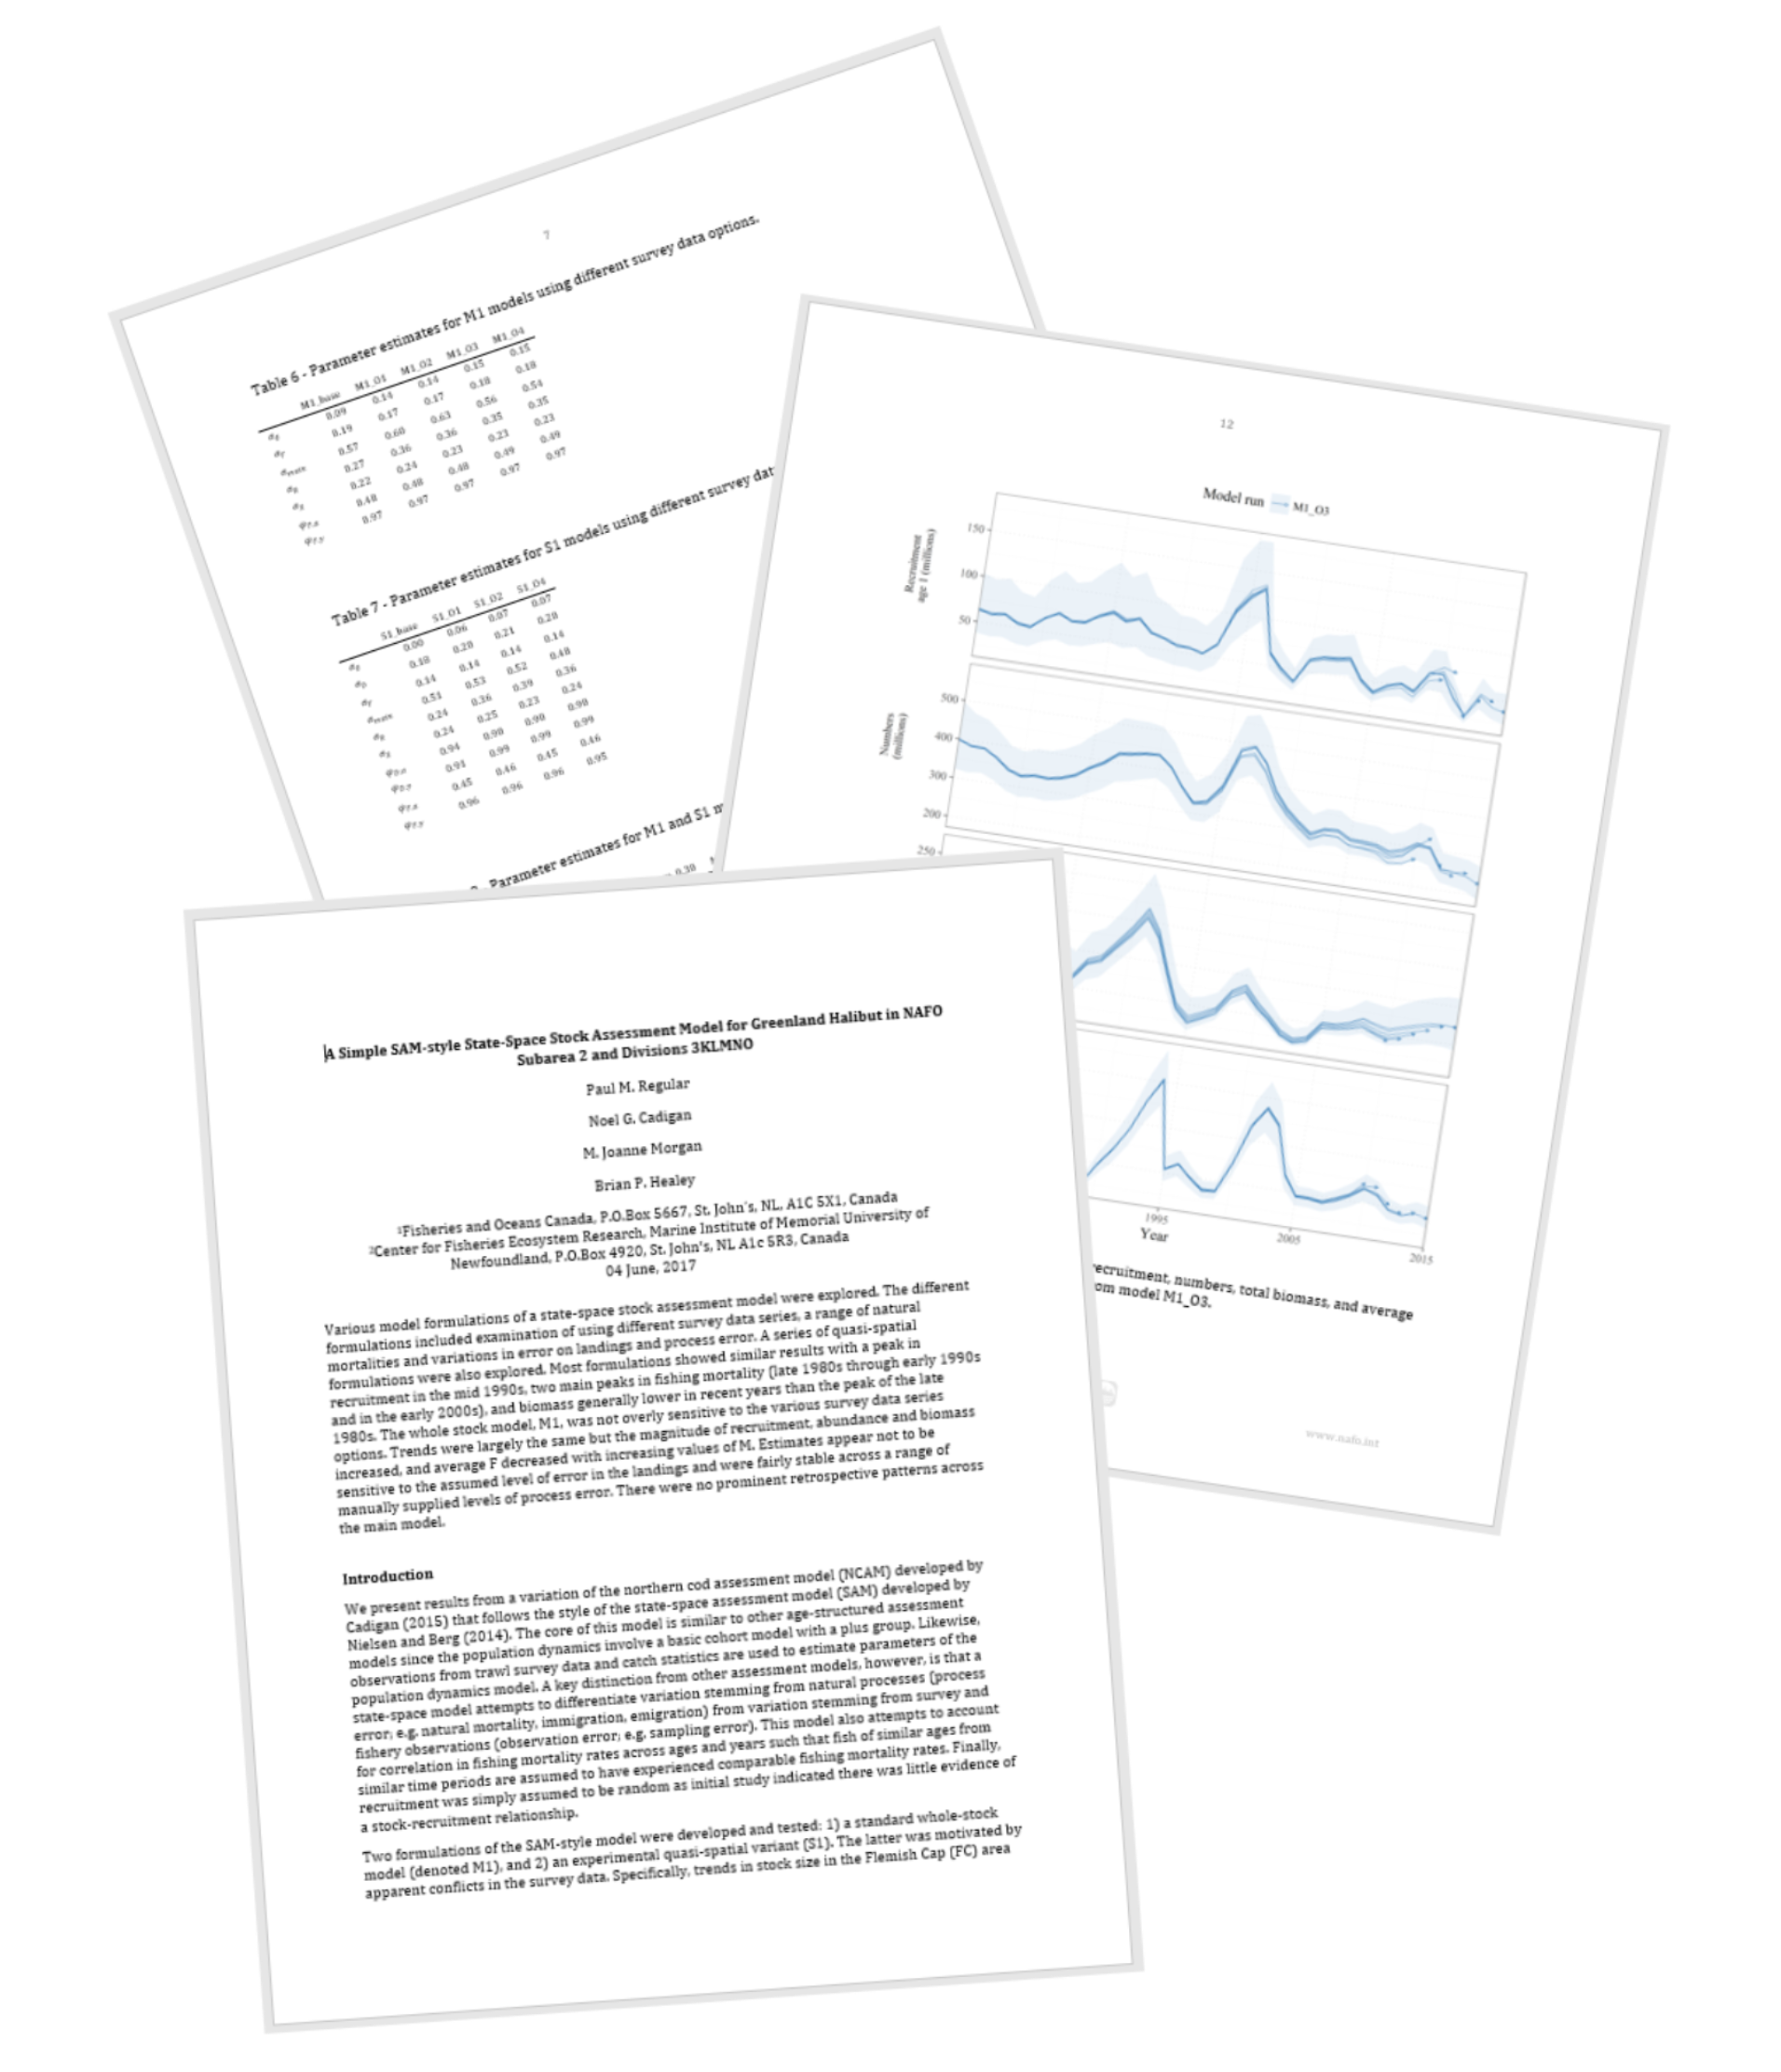 7
Table 6 - Parameter estimates for M1 models using different survey data options.
M1_base M1_O1 M1_O2 M1_O3 M1_O4
0.09 0.14 0.14 0.15 0.15
0.19 0.17 0.17 0.18 0.18
0.57 0.60 0.63 0.56 0.54
0.27 0.36 0.36 0.35 0.35
0.22 0.24 0.23 0.23 0.23
0.48 0.48 0.48 0.49 0.49
0.97 0.97 0.97 0.97 0.97
Table 7 - Parameter estimates for S1 models using different survey dat
S1_base S1_O1 S1_O2 S1_O4
0.00 0.06 0.07 0.07
0.18 0.20 0.21 0.20
0.14 0.14 0.14 0.14
0.51 0.53 0.52 0.48
0.24 0.36 0.39 0.36
0.24 0.25 0.23 0.24
0.94 0.90 0.90 0.90
0.91 0.99 0.99 0.99
0.45 0.46 0.45 0.46
0.96 0.96 0.96 0.95
- Parameter estimates for M1 and S1 m
0.30
12
Model run M1_O3
Recruitment
age 1 (millions)
150
100
50
Numbers
(millions)
500
400
300
200
250
1995
2005
2015
Year
recruitment, numbers, total biomass, and average
om model M1_O3.
www.nafo.int
A Simple SAM-style State-Space Stock Assessment Model for Greenland Halibut in NAFO
Subarea 2 and Divisions 3KLMNO
Paul M. Regular
Noel G. Cadigan
M. Joanne Morgan
Brian P. Healey
¹Fisheries and Oceans Canada, P.O.Box 5667, St. John's, NL, A1C 5X1, Canada
²Center for Fisheries Ecosystem Research, Marine Institute of Memorial University of
Newfoundland, P.O.Box 4920, St. John's, NL A1c 5R3, Canada
04 June, 2017
Various model formulations of a state-space stock assessment model were explored. The different
formulations included examination of using different survey data series, a range of natural
mortalities and variations in error on landings and process error. A series of quasi-spatial
formulations were also explored. Most formulations showed similar results with a peak in
recruitment in the mid 1990s, two main peaks in fishing mortality (late 1980s through early 1990s
and in the early 2000s), and biomass generally lower in recent years than the peak of the late
1980s. The whole stock model, M1, was not overly sensitive to the various survey data series
options. Trends were largely the same but the magnitude of recruitment, abundance and biomass
increased, and average F decreased with increasing values of M. Estimates appear not to be
sensitive to the assumed level of error in the landings and were fairly stable across a range of
manually supplied levels of process error. There were no prominent retrospective patterns across
the main model.
Introduction
We present results from a variation of the northern cod assessment model (NCAM) developed by
Cadigan (2015) that follows the style of the state-space assessment model (SAM) developed by
Nielsen and Berg (2014). The core of this model is similar to other age-structured assessment
models since the population dynamics involve a basic cohort model with a plus group. Likewise,
observations from trawl survey data and catch statistics are used to estimate parameters of the
population dynamics model. A key distinction from other assessment models, however, is that a
state-space model attempts to differentiate variation stemming from natural processes (process
error; e.g. natural mortality, immigration, emigration) from variation stemming from survey and
fishery observations (observation error; e.g. sampling error). This model also attempts to account
for correlation in fishing mortality rates across ages and years such that fish of similar ages from
similar time periods are assumed to have experienced comparable fishing mortality rates. Finally,
recruitment was simply assumed to be random as initial study indicated there was little evidence of
a stock-recruitment relationship.
Two formulations of the SAM-style model were developed and tested: 1) a standard whole-stock
model (denoted M1), and 2) an experimental quasi-spatial variant (S1). The latter was motivated by
apparent conflicts in the survey data. Specifically, trends in stock size in the Flemish Cap (FC) area